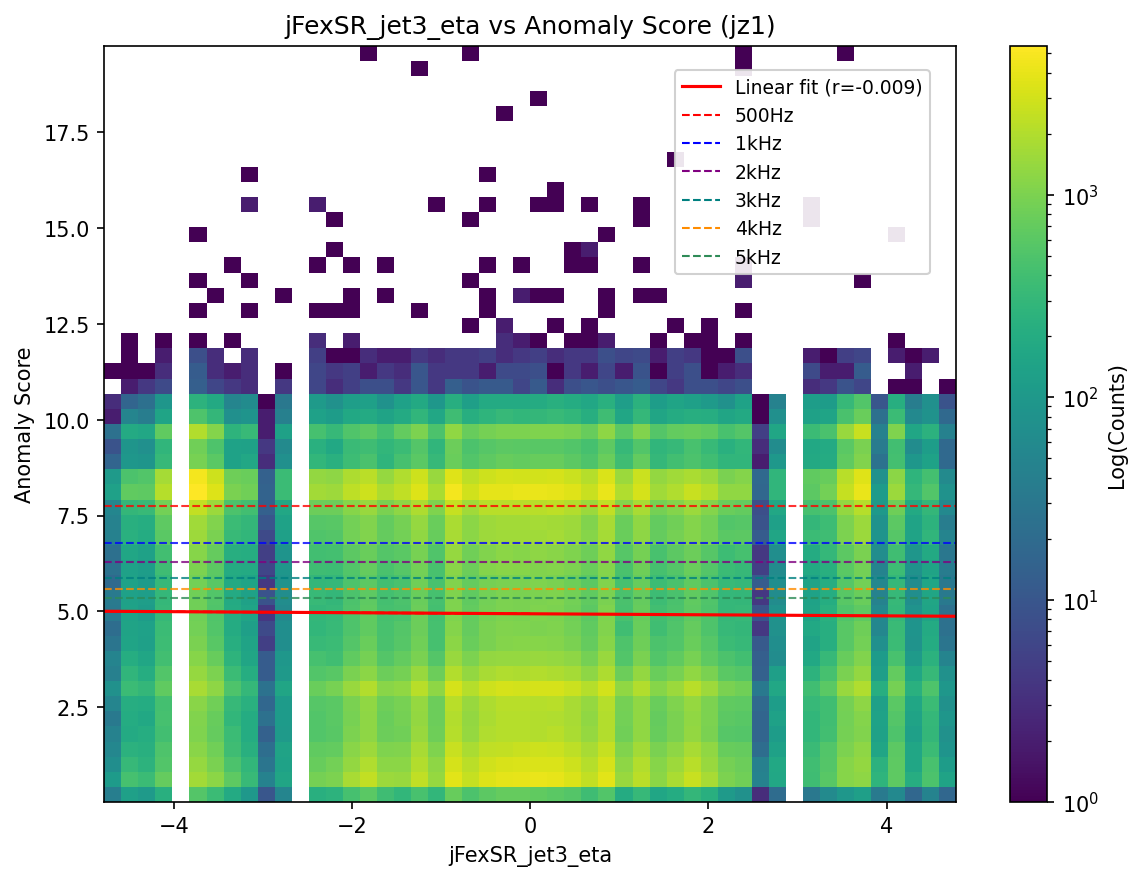 jFexSR_jet3_eta vs Anomaly Score (jz1)
Linear fit (r=-0.009)
500Hz
1kHz
2kHz
3kHz
4kHz
5kHz
17.5
15.0
12.5
10.0
7.5
5.0
2.5
Anomaly Score
−4
−2
0
2
4
jFexSR_jet3_eta
10³
10²
10¹
10⁰
Log(Counts)